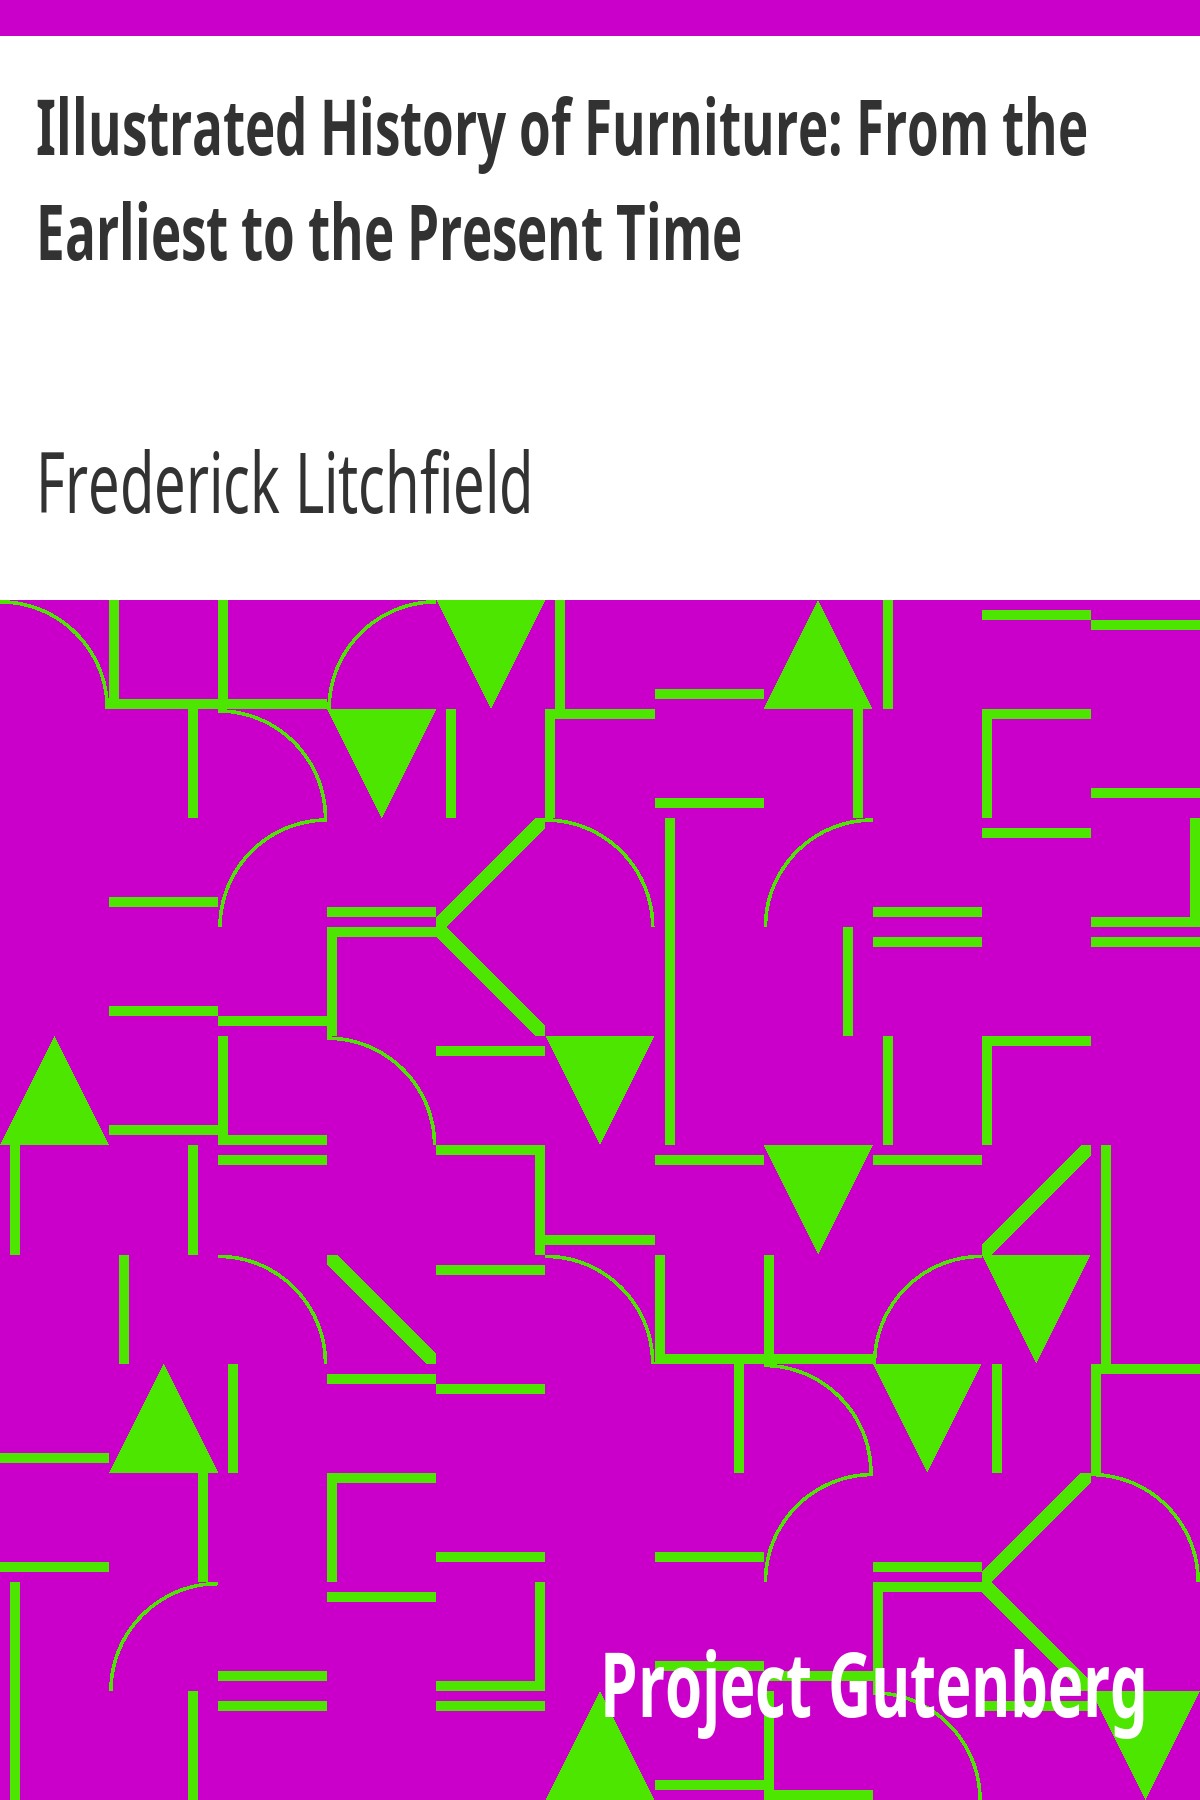 Illustrated History of Furniture: From the
Earliest to the Present Time
Frederick Litchfield
Project Gutenberg